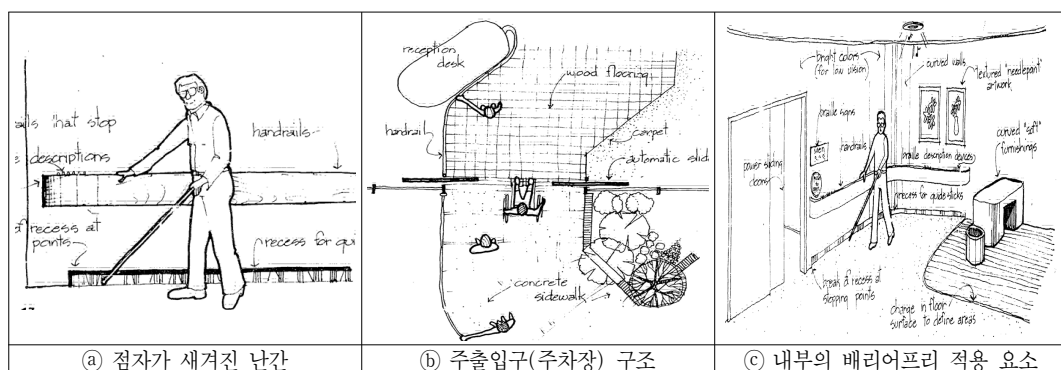 ails that stop
s descriptions
handrails
of recess at
points
recess for gui
ⓐ 점자가 새겨진 난간
reception
desk
wood flooring
handrail
carpet
automatic slid
concrete
sidewalk
ⓑ 주출입구(주차장) 구조
bright colors
(for low vision)
curved walls
textured "needlepoint"
artwork
braille signs
handrails
curved "soft"
furnishings
power sliding
doors
men
braille description devices
recess for guide sticks
break of recess at
stopping points
change in floor
surface to define areas
ⓒ 내부의 배리어프리 적용 요소